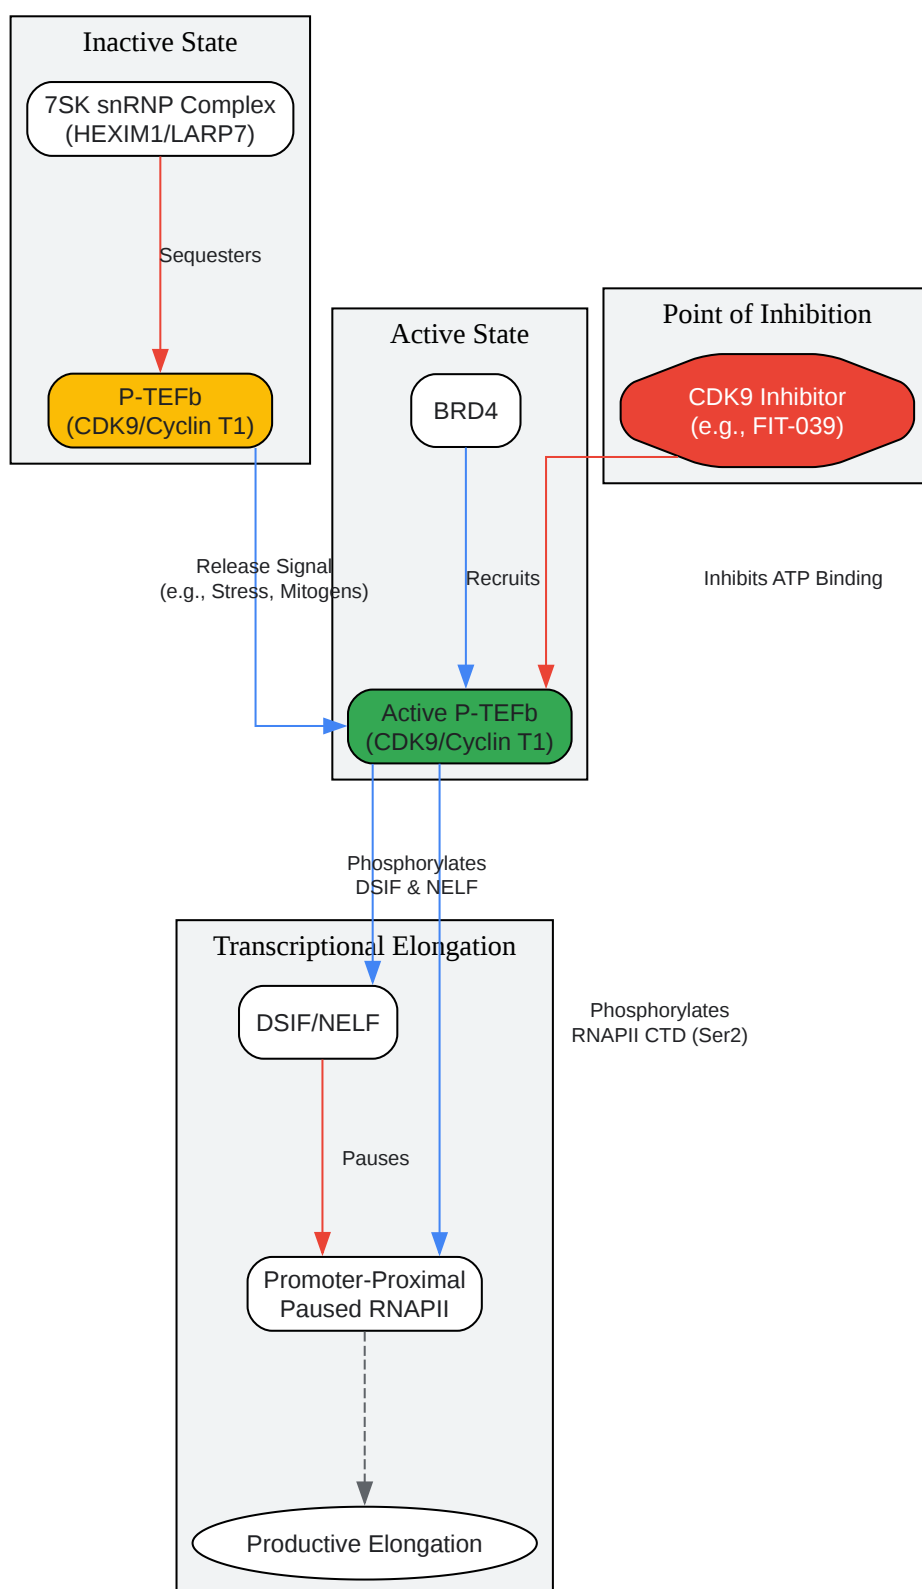 Inactive State
7SK snRNP Complex
(HEXIM1/LARP7)
Sequesters
P-TEFb
(CDK9/Cyclin T1)
Release Signal
(e.g., Stress, Mitogens)
Active State
BRD4
Recruits
Point of Inhibition
CDK9 Inhibitor
(e.g., FIT-039)
Inhibits ATP Binding
Active P-TEFb
(CDK9/Cyclin T1)
Phosphorylates
DSIF & NELF
Transcriptional Elongation
DSIF/NELF
Phosphorylates
RNAPII CTD (Ser2)
Pauses
Promoter-Proximal
Paused RNAPII
Productive Elongation